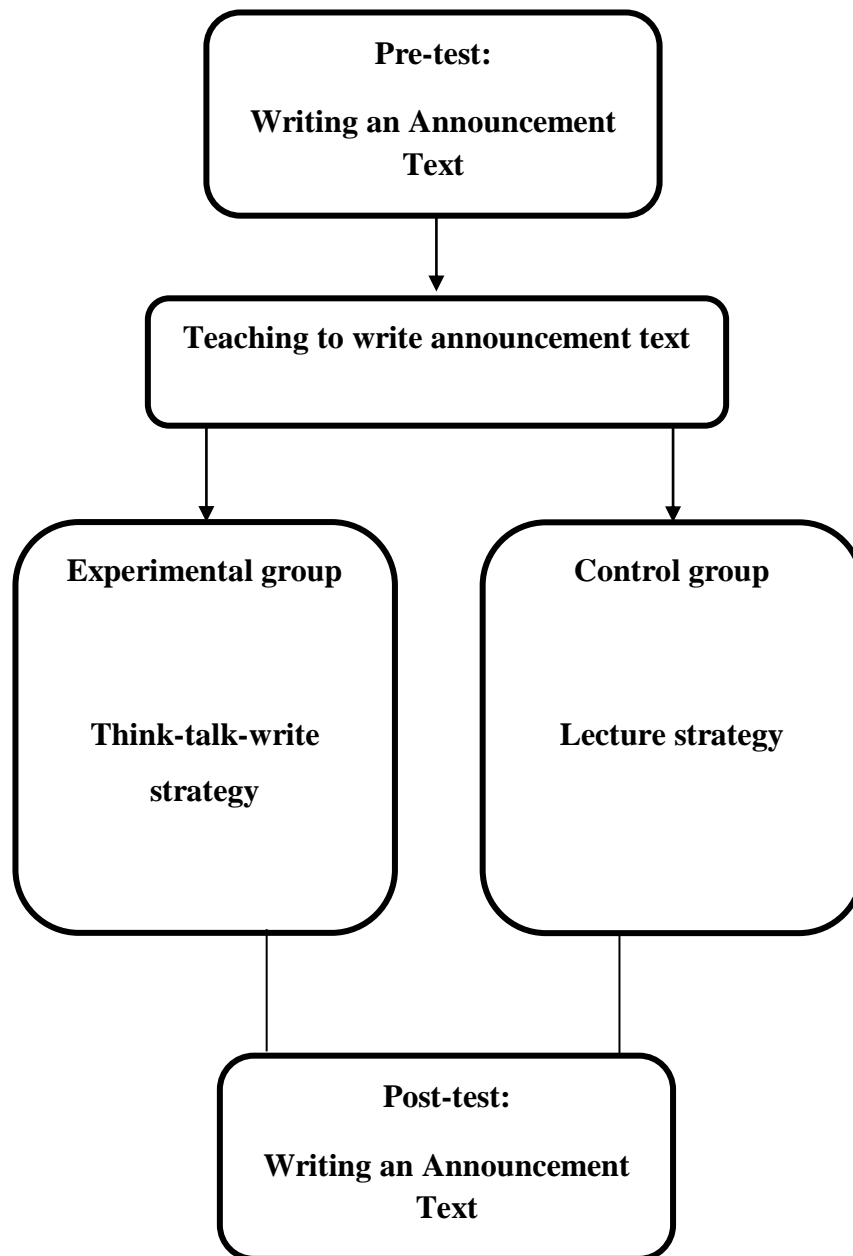 Pre-test:
Writing an Announcement
Text
Teaching to write announcement text
Experimental group
Think-talk-write
strategy
Control group
Lecture strategy
Post-test:
Writing an Announcement
Text